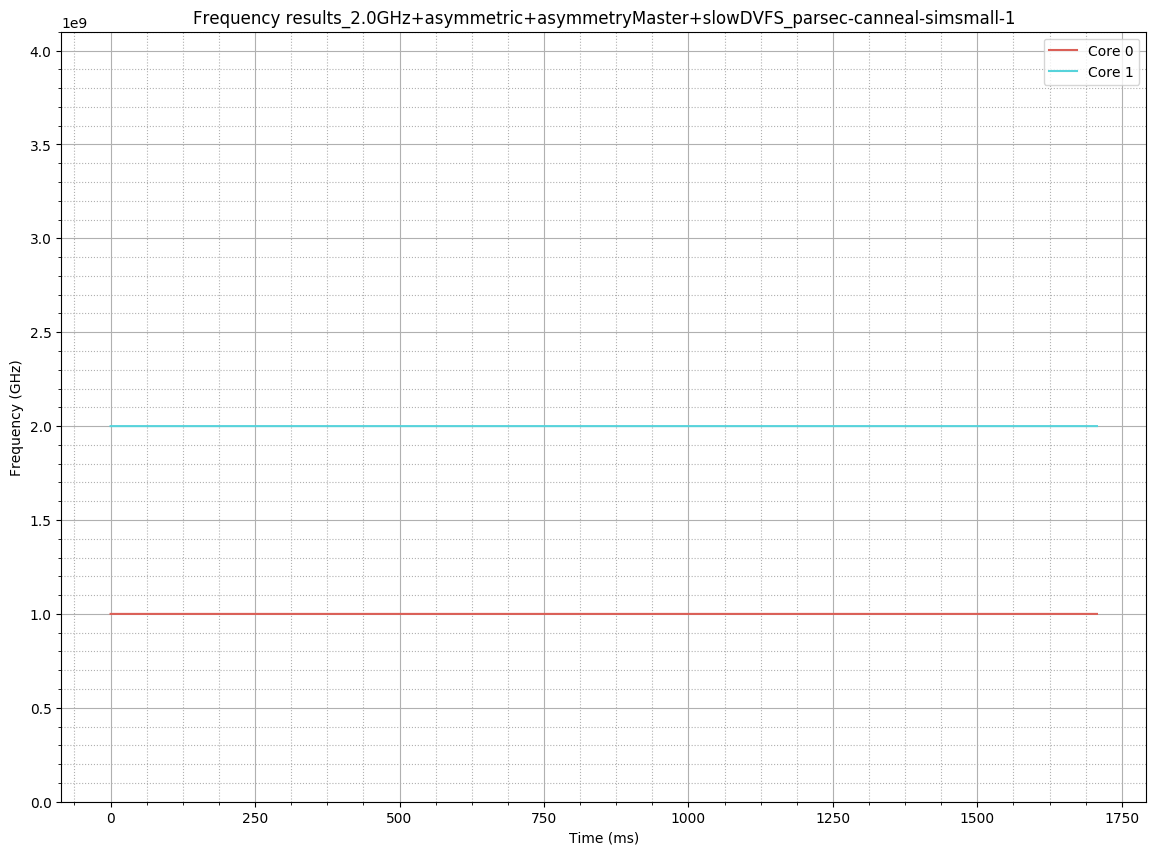 Frequency results_2.0GHz+asymmetric+asymmetryMaster+slowDVFS_parsec-canneal-simsmall-1
1e9
Core 0
Core 1
4.0
3.5
3.0
2.5
2.0
1.5
1.0
0.5
0.0
Frequency (GHz)
0 250 500 750 1000 1250 1500 1750
Time (ms)